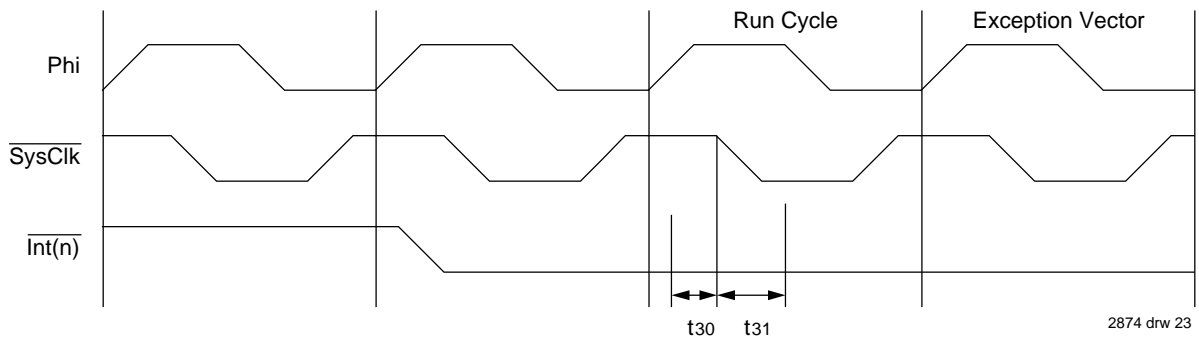 Run Cycle
Exception Vector
Phi
SysClk
Int(n)
t30
t31
2874 drw 23